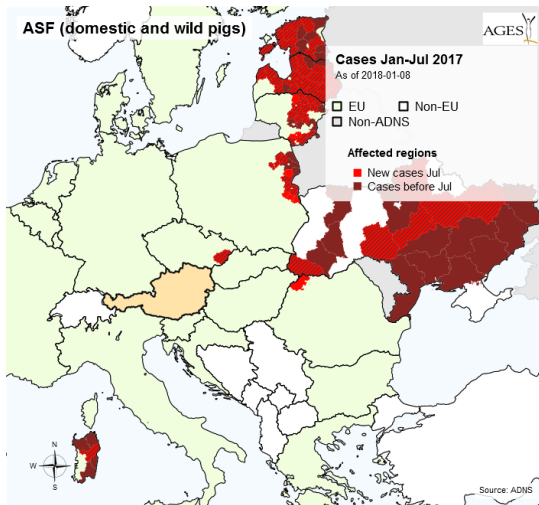 ASF (domestic and wild pigs)
AGES
Cases Jan-Jul 2017
As of 2018-01-08
EU
Non-EU
Non-ADNS
Affected regions
New cases Jul
Cases before Jul
N
W
E
S
Source: ADNS